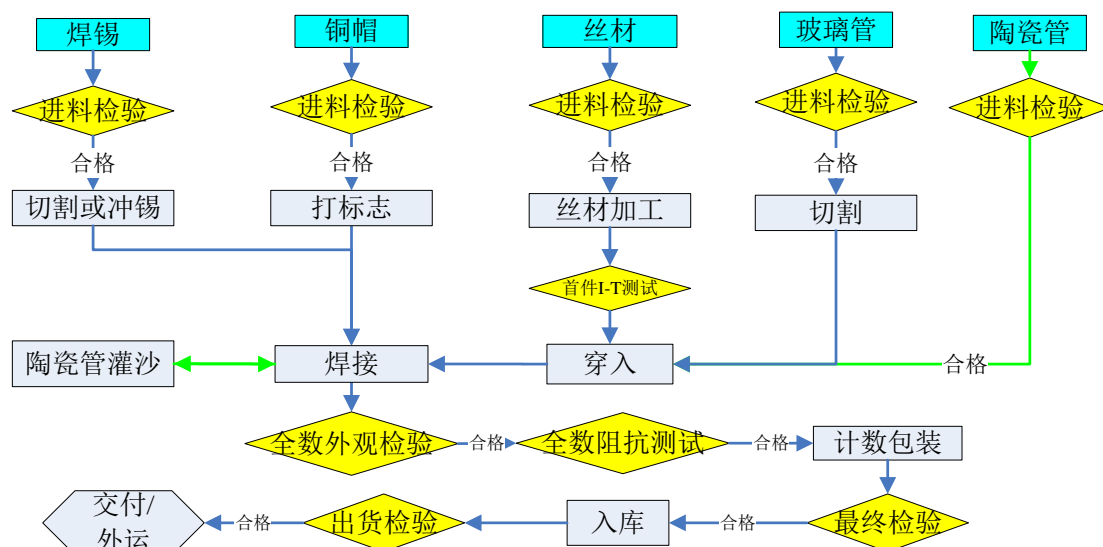 焊锡
铜帽
丝材
玻璃管
陶瓷管
进料检验
进料检验
进料检验
进料检验
进料检验
合格
合格
合格
合格
切割或冲锡
打标志
丝材加工
切割
首件I-T测试
陶瓷管灌沙
焊接
穿入
合格
全数外观检验
合格
全数阻抗测试
合格
计数包装
交付/
外运
合格
出货检验
入库
合格
最终检验